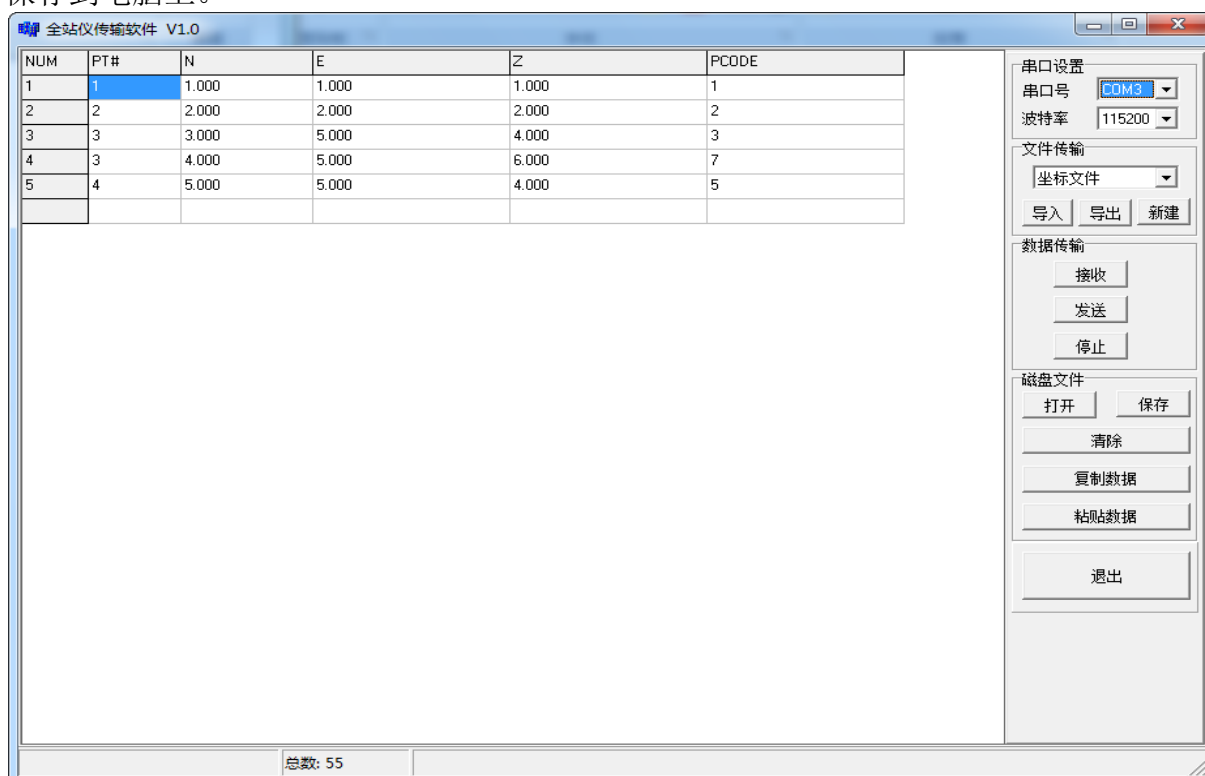 保存到电脑上。
全站仪传输软件 V1.0
NUM PT# N E Z PCODE
1 1 1.000 1.000 1.000 1
2 2 2.000 2.000 2.000 2
3 3 3.000 5.000 4.000 3
4 3 4.000 5.000 6.000 7
5 4 5.000 5.000 4.000 5
串口设置
串口号 COM3
波特率 115200
文件传输
坐标文件
导入 导出 新建
数据传输
接收
发送
停止
磁盘文件
打开 保存
清除
复制数据
粘贴数据
退出
总数: 55